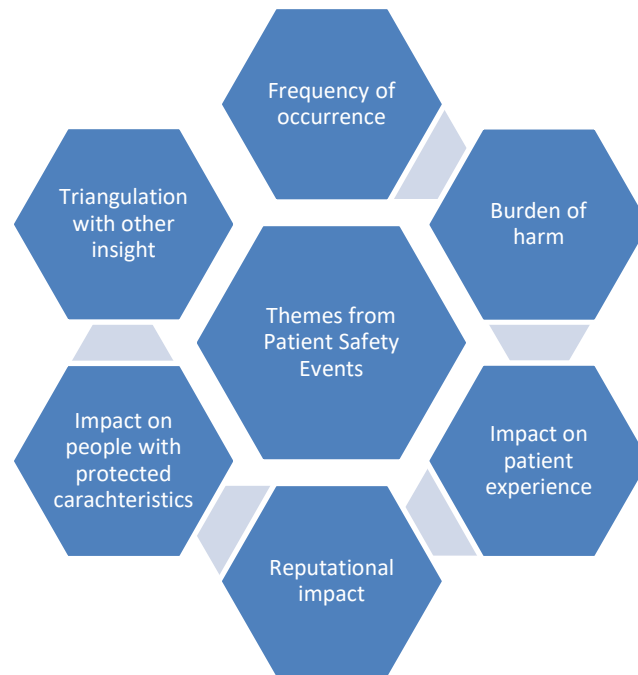 Frequency of
occurrence
Triangulation
with other
insight
Burden of
harm
Themes from
Patient Safety
Events
Impact on
people with
protected
carachteristics
Impact on
patient
experience
Reputational
impact